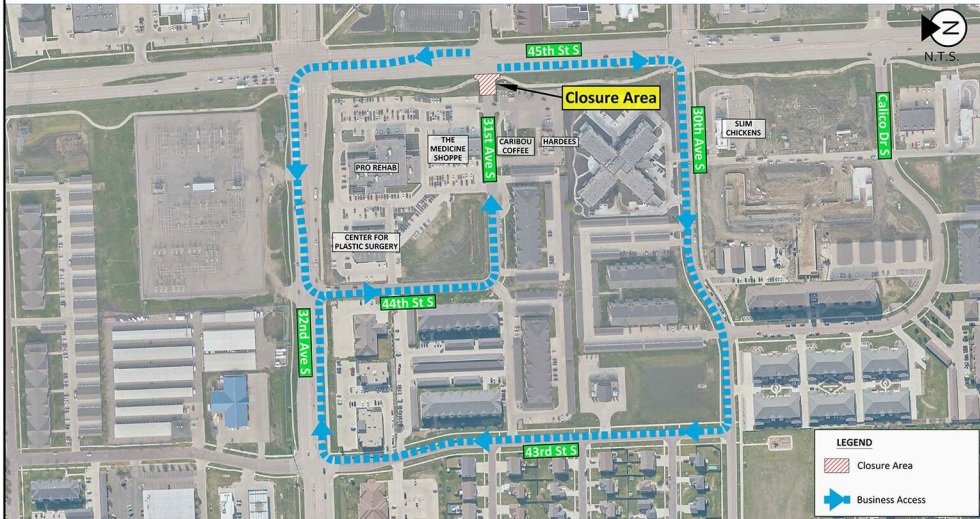 45th St S
N
N.T.S.
Closure Area
31st Ave S
30th Ave S
Calico Dr S
SLIM
CHICKENS
THE
MEDICINE
SHOPPE
CARIBOU
COFFEE
HARDEES
PRO REHAB
CENTER FOR
PLASTIC SURGERY
44th St S
32nd Ave S
43rd St S
LEGEND
Closure Area
Business Access